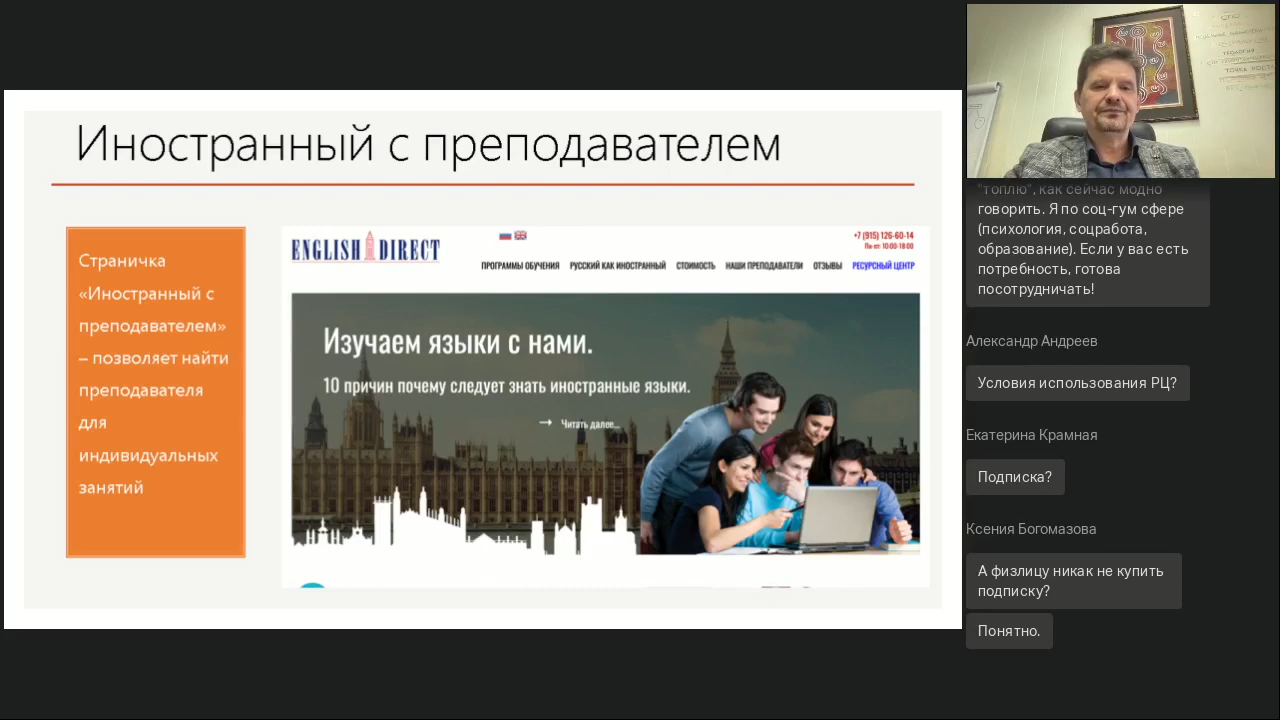 Иностранный с преподавателем
Страничка
«Иностранный с
преподавателем»
– позволяет найти
преподавателя
для
индивидуальных
занятий
ENGLISH DIRECT
+7 (915) 126-60-14
Пн-пт: 10:00-18:00
ПРОГРАММЫ ОБУЧЕНИЯ РУССКИЙ КАК ИНОСТРАННЫЙ СТОИМОСТЬ НАШИ ПРЕПОДАВАТЕЛИ ОТЗЫВЫ РЕСУРСНЫЙ ЦЕНТР
Изучаем языки с нами.
10 причин почему следует знать иностранные языки.
→ Читать далее...
ТЕОЛОГИЯ
ТОЧКА РОСТА
"топлю", как сейчас модно
говорить. Я по соц-гум сфере
(психология, соцработа,
образование). Если у вас есть
потребность, готова
посотрудничать!
Александр Андреев
Условия использования РЦ?
Екатерина Крамная
Подписка?
Ксения Богомазова
А физлицу никак не купить
подписку?
Понятно.